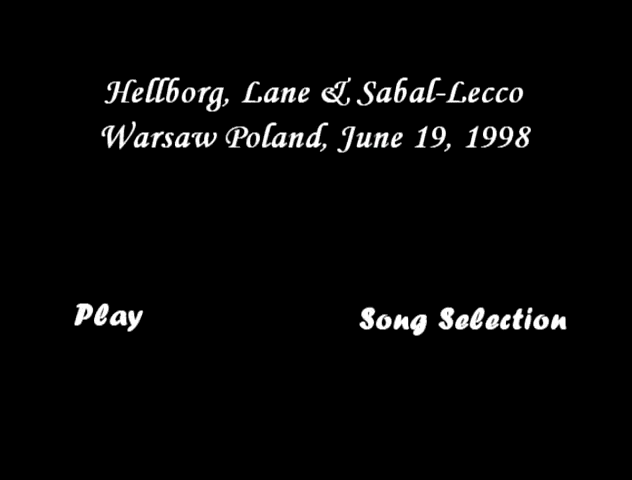 Hellborg, Lane & Sabal-Lecco
Warsaw Poland, June 19, 1998
Play
Song Selection